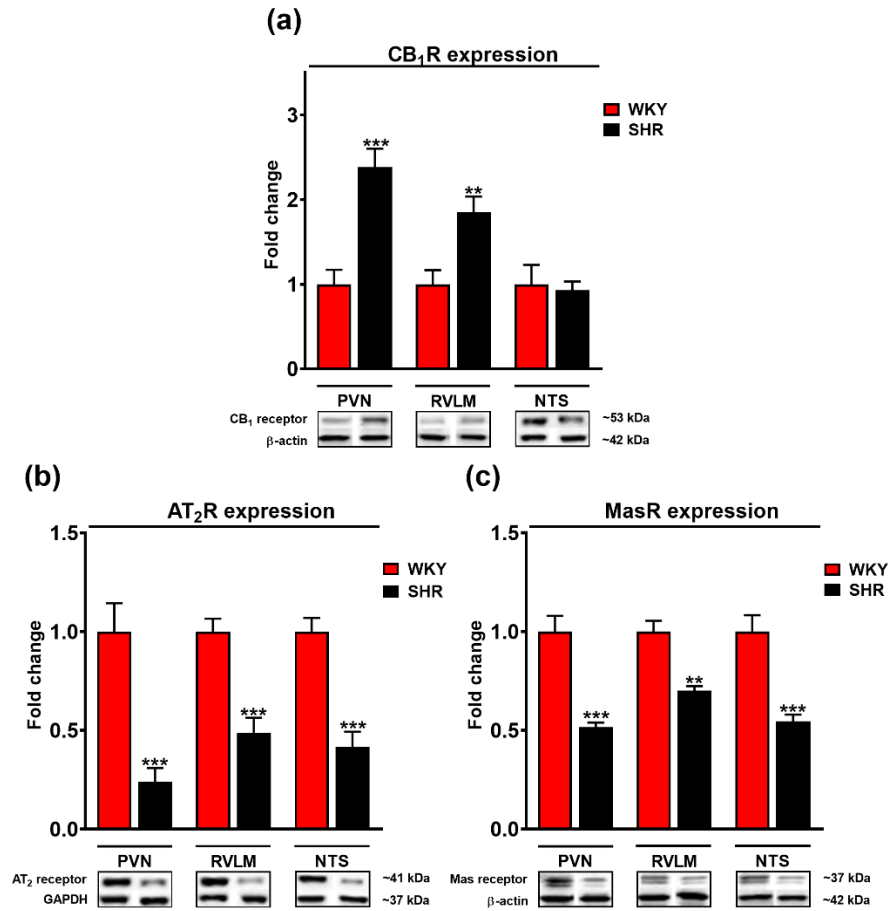 (a)
CB₁R expression
Fold change
3
2
1
0
WKY
SHR
***
**
PVN RVLM NTS
CB₁ receptor ~53 kDa
β-actin ~42 kDa
(b)
AT₂R expression
Fold change
1.5
1.0
0.5
0.0
WKY
SHR
***
***
***
PVN RVLM NTS
AT₂ receptor ~41 kDa
GAPDH ~37 kDa
(c)
MasR expression
Fold change
1.5
1.0
0.5
0.0
WKY
SHR
***
**
***
PVN RVLM NTS
Mas receptor ~37 kDa
β-actin ~42 kDa